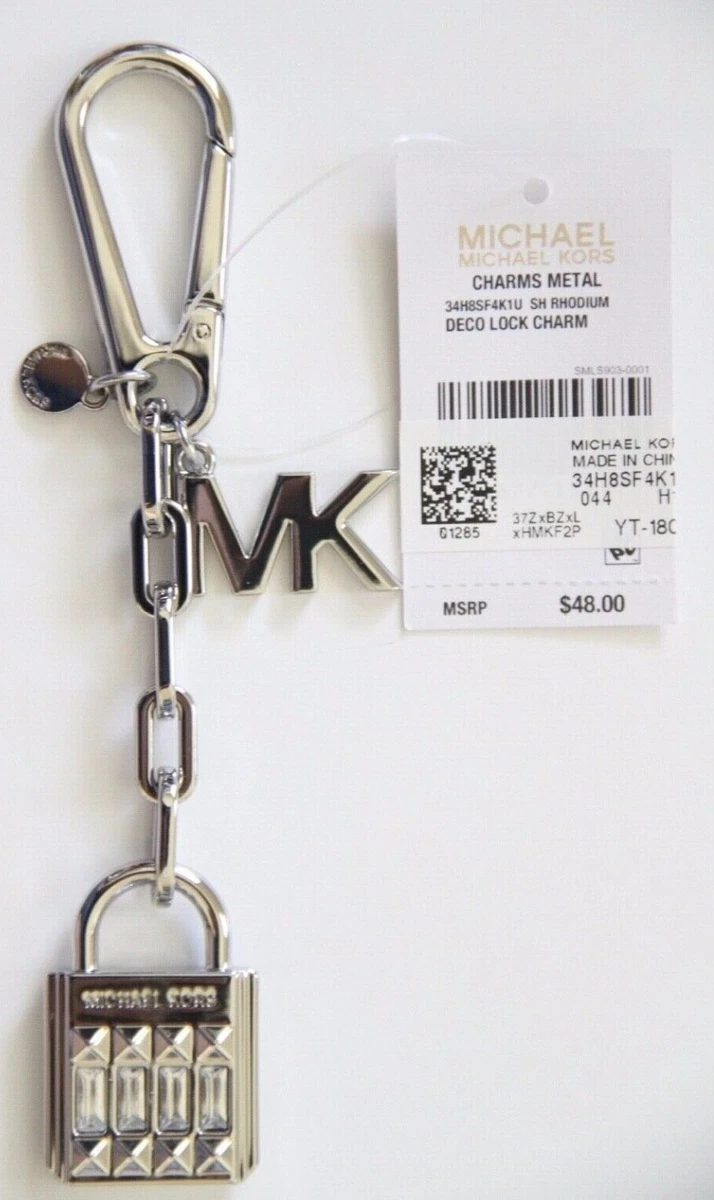 MICHAEL
MICHAEL KORS
CHARMS METAL
34H8SF4K1U SH RHODIUM
DECO LOCK CHARM
SMLS903-0001
MICHAEL KO
MADE IN CHIN
34H8SF4K1
044 H
37ZxBZxL
xHMKF2P
YT-180
G1285
MSRP $48.00
MK
MICHAEL KORS